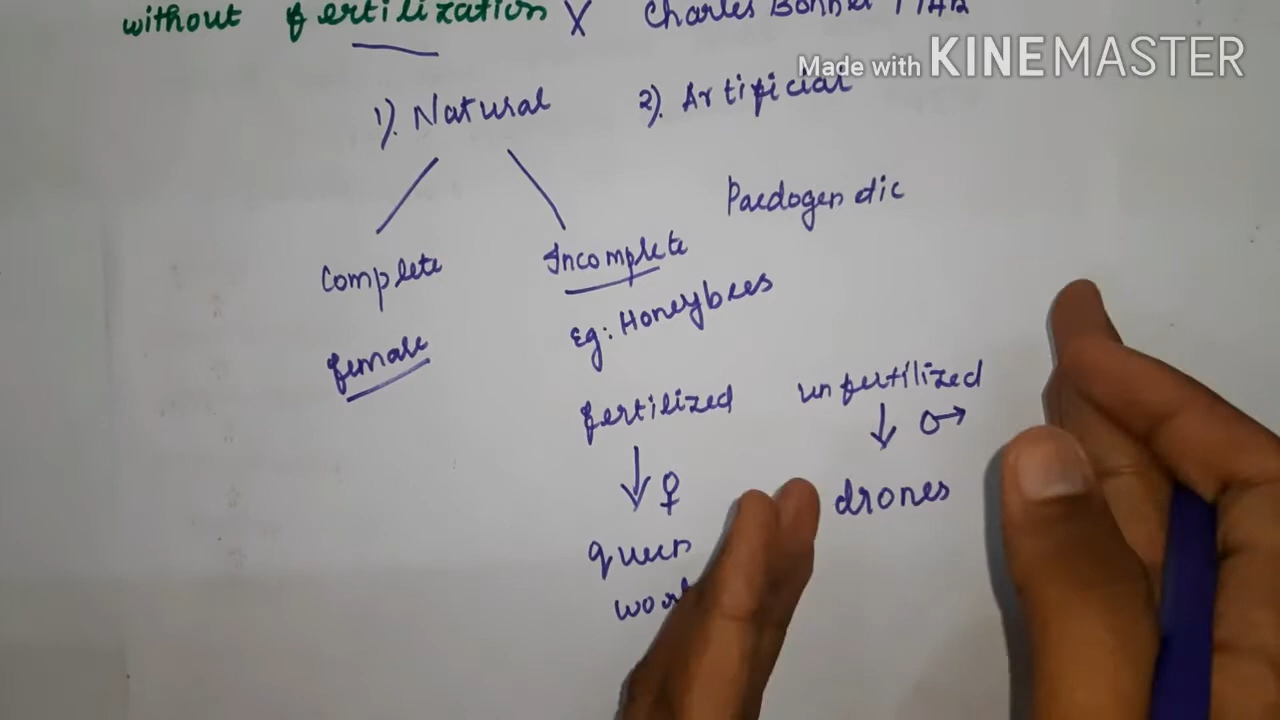 without fertilization X Charles
Made with KINEMASTER
1). Natural 2). Artificial
Paedogenetic
Complete Incomplete
Eg: Honeybees
female
fertilized unfertilized
♀ ♂
queen drones